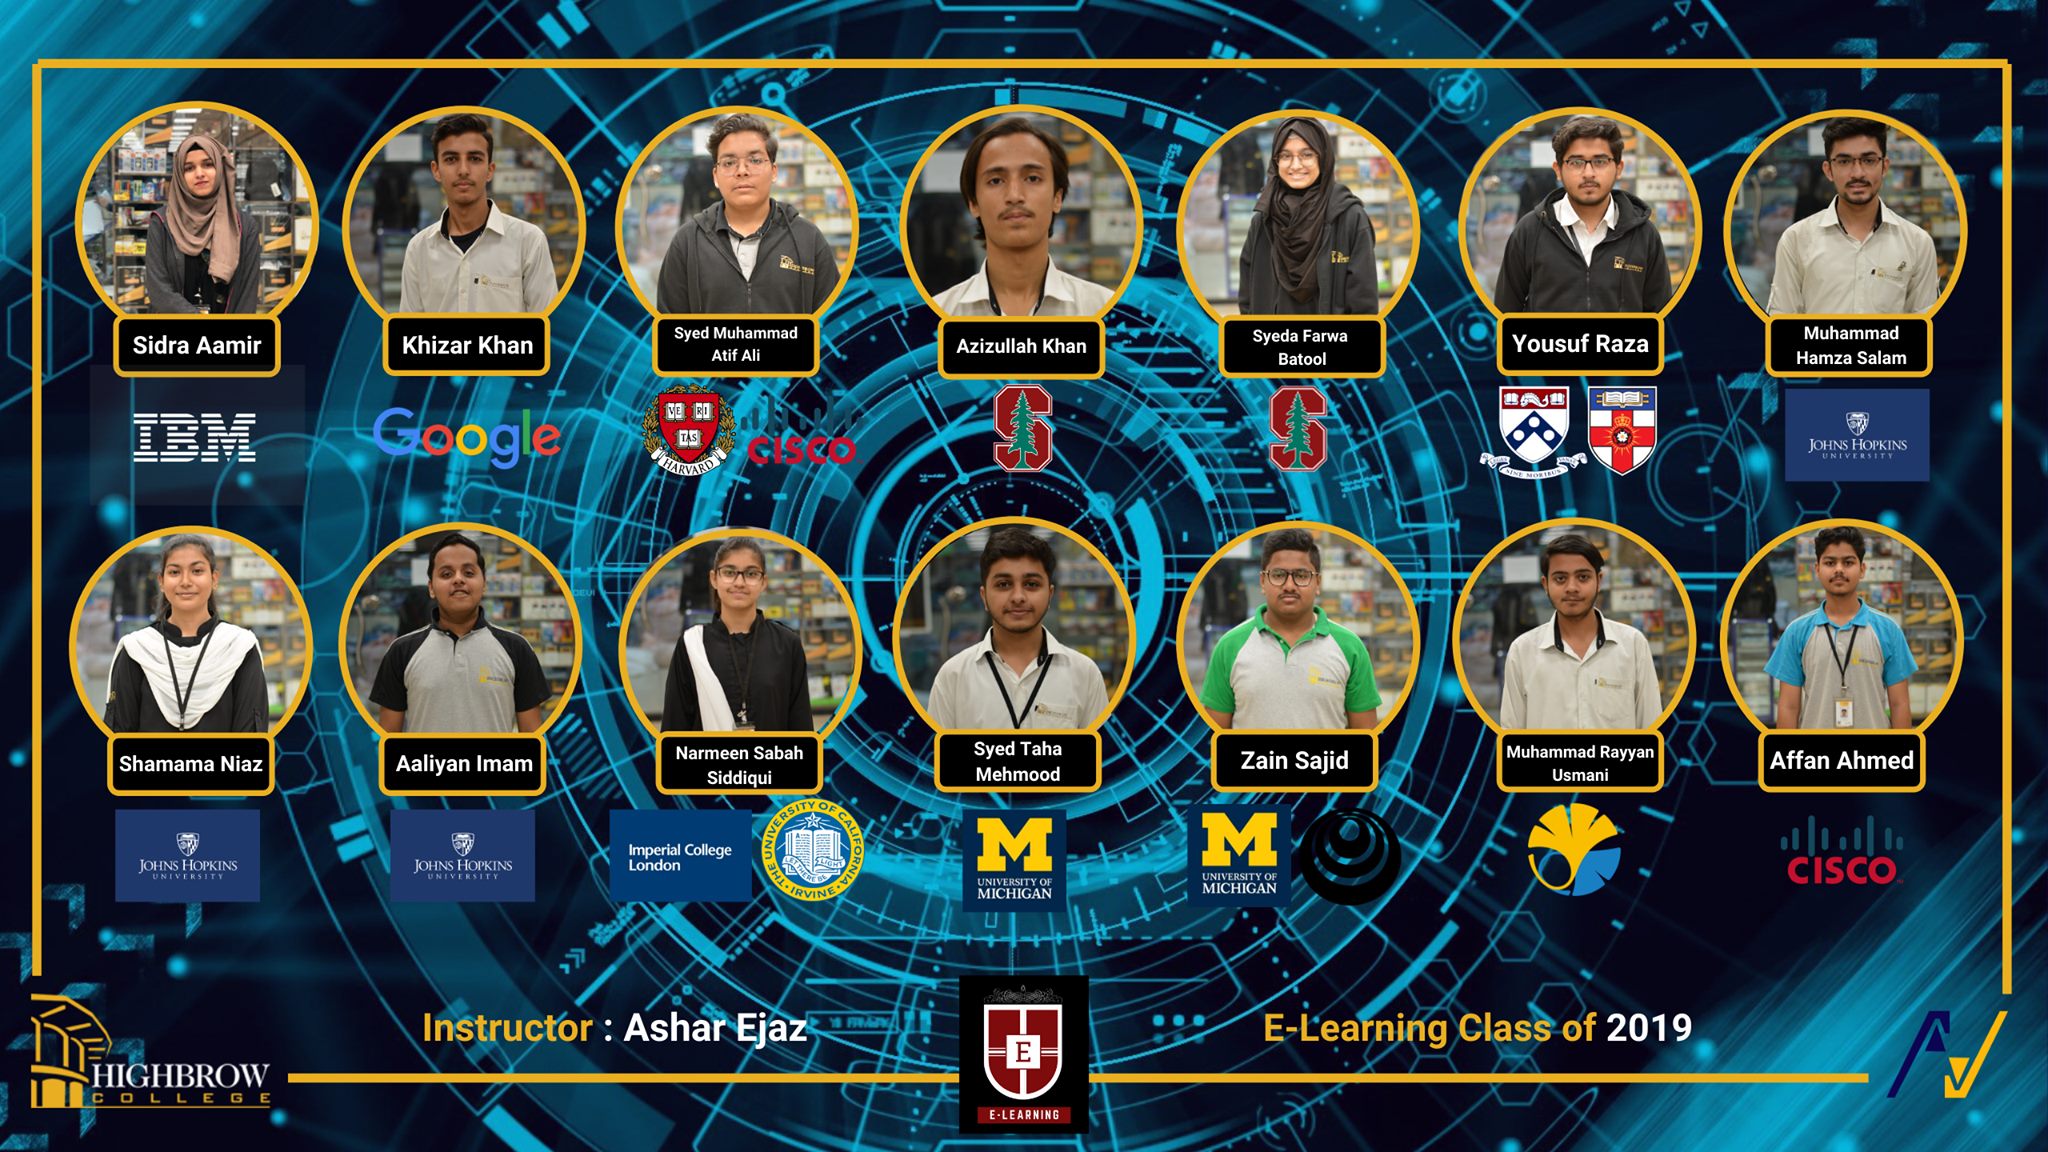 Sidra Aamir
Khizar Khan
Syed Muhammad
Atif Ali
Azizullah Khan
Syeda Farwa
Batool
Yousuf Raza
Muhammad
Hamza Salam
IBM
Google
VE RI
TAS
HARVARD
CISCO
S
JOHNS HOPKINS
UNIVERSITY
Shamama Niaz
Aaliyan Imam
Narmeen Sabah
Siddiqui
Syed Taha
Mehmood
Zain Sajid
Muhammad Rayyan
Usmani
Affan Ahmed
JOHNS HOPKINS
UNIVERSITY
JOHNS HOPKINS
UNIVERSITY
Imperial College
London
THE UNIVERSITY OF CALIFORNIA
LET THERE BE LIGHT
IRVINE
M
UNIVERSITY OF
MICHIGAN
M
UNIVERSITY OF
MICHIGAN
CISCO
Instructor : Ashar Ejaz
E
E-LEARNING
E-Learning Class of 2019
HIGHBROW
COLLEGE